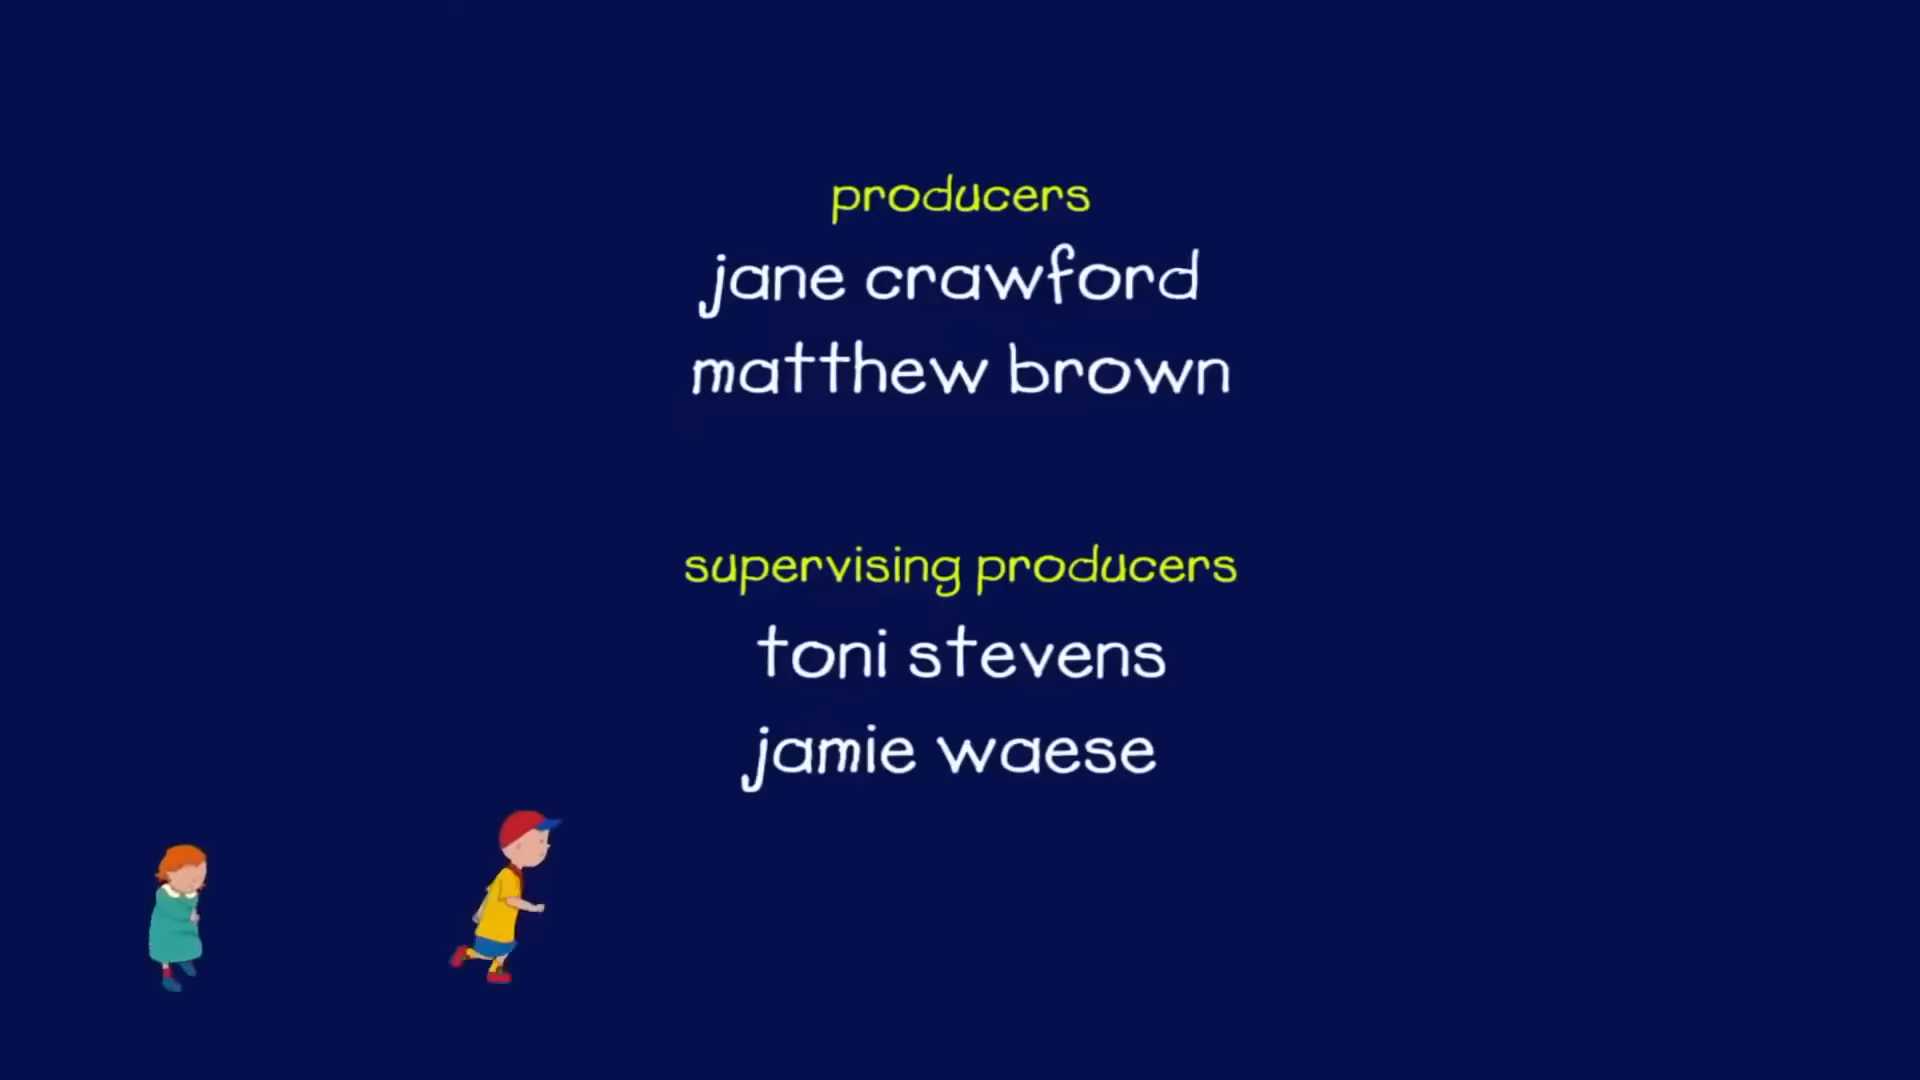 producers
jane crawford
matthew brown
supervising producers
toni stevens
jamie waese